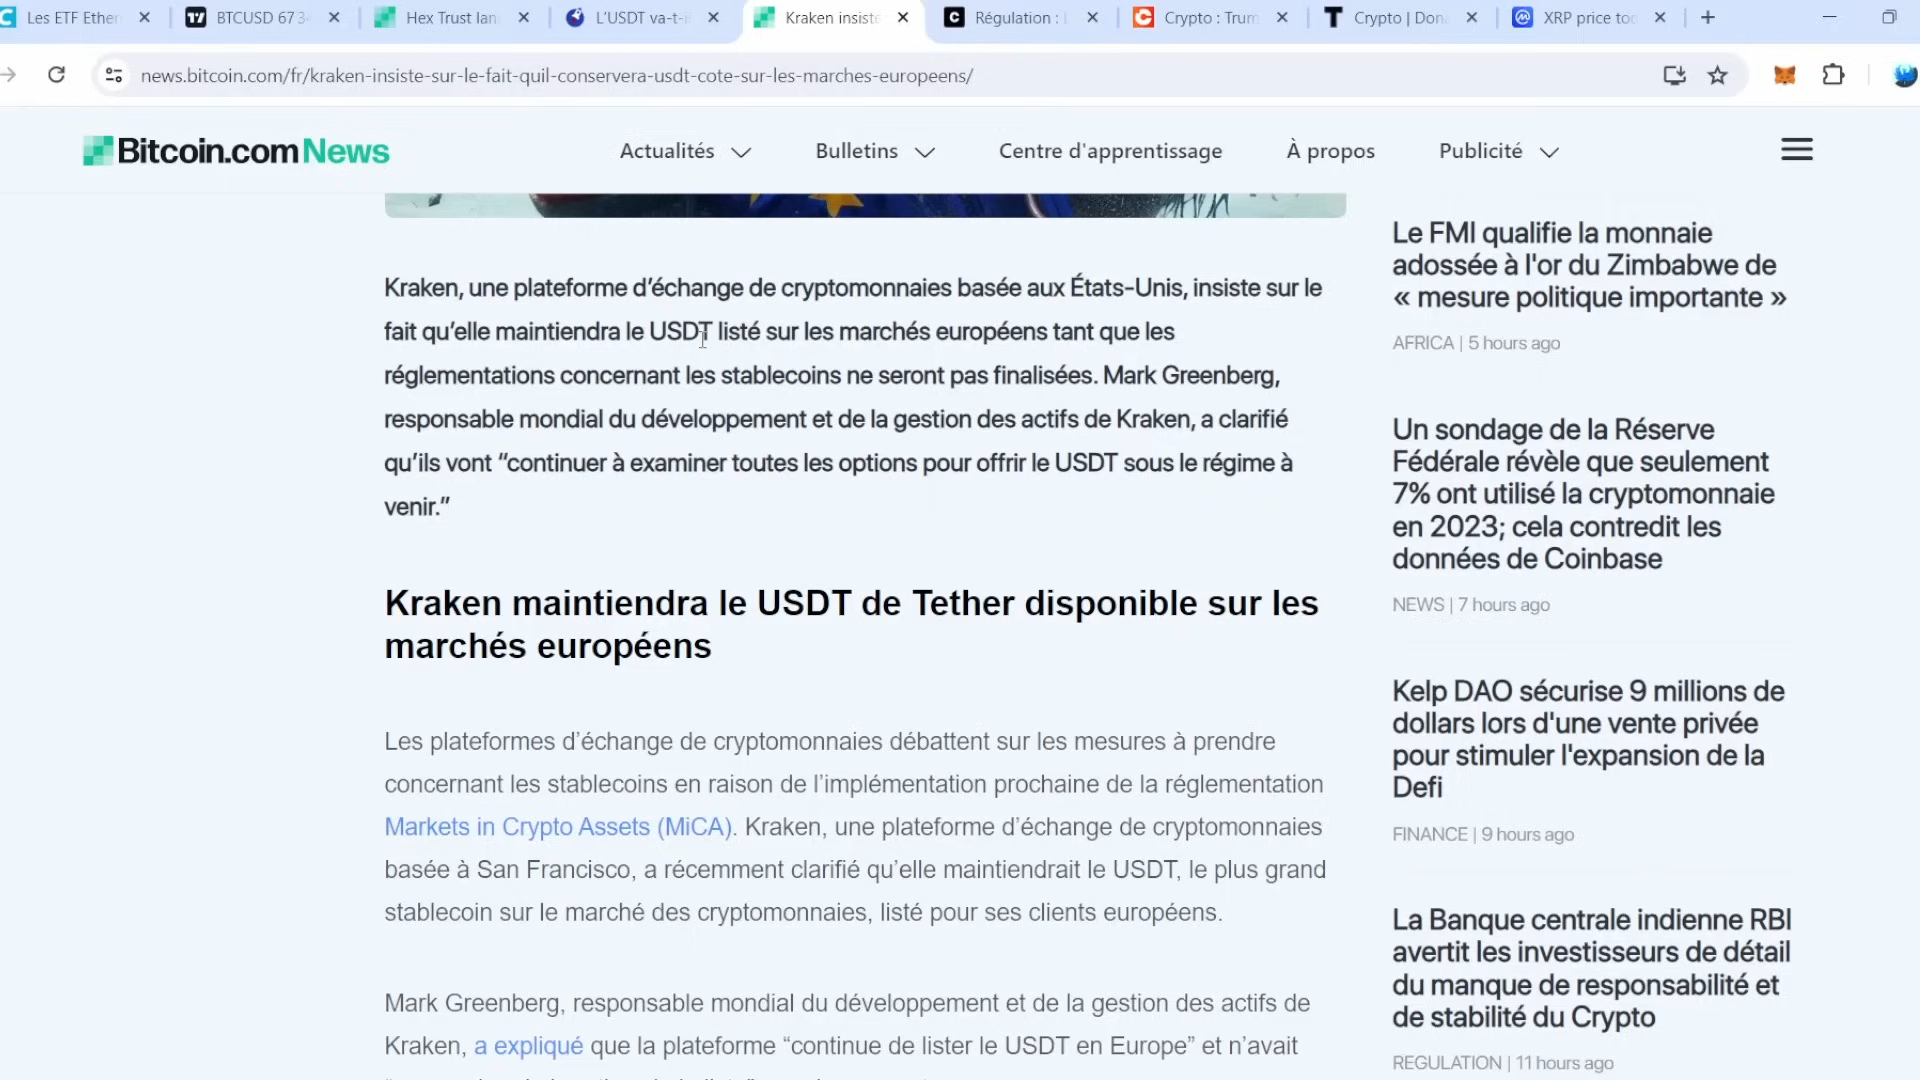 Les ETF Ether
BTCUSD 67 3
Hex Trust lan
L'USDT va-t-i
Kraken insiste
Régulation :
Crypto : Trum
Crypto | Don
XRP price to
news.bitcoin.com/fr/kraken-insiste-sur-le-fait-quil-conservera-usdt-cote-sur-les-marches-europeens/
Bitcoin.com News
Actualités
Bulletins
Centre d'apprentissage
À propos
Publicité
Kraken, une plateforme d’échange de cryptomonnaies basée aux États-Unis, insiste sur le
fait qu’elle maintiendra le USDT listé sur les marchés européens tant que les
réglementations concernant les stablecoins ne seront pas finalisées. Mark Greenberg,
responsable mondial du développement et de la gestion des actifs de Kraken, a clarifié
qu’ils vont “continuer à examiner toutes les options pour offrir le USDT sous le régime à
venir.”
Kraken maintiendra le USDT de Tether disponible sur les
marchés européens
Les plateformes d’échange de cryptomonnaies débattent sur les mesures à prendre
concernant les stablecoins en raison de l’implémentation prochaine de la réglementation
Markets in Crypto Assets (MiCA). Kraken, une plateforme d’échange de cryptomonnaies
basée à San Francisco, a récemment clarifié qu’elle maintiendrait le USDT, le plus grand
stablecoin sur le marché des cryptomonnaies, listé pour ses clients européens.
Mark Greenberg, responsable mondial du développement et de la gestion des actifs de
Kraken, a expliqué que la plateforme “continue de lister le USDT en Europe” et n’avait
Le FMI qualifie la monnaie
adossée à l'or du Zimbabwe de
« mesure politique importante »
AFRICA | 5 hours ago
Un sondage de la Réserve
Fédérale révèle que seulement
7% ont utilisé la cryptomonnaie
en 2023; cela contredit les
données de Coinbase
NEWS | 7 hours ago
Kelp DAO sécurise 9 millions de
dollars lors d'une vente privée
pour stimuler l'expansion de la
Defi
FINANCE | 9 hours ago
La Banque centrale indienne RBI
avertit les investisseurs de détail
du manque de responsabilité et
de stabilité du Crypto
REGULATION | 11 hours ago